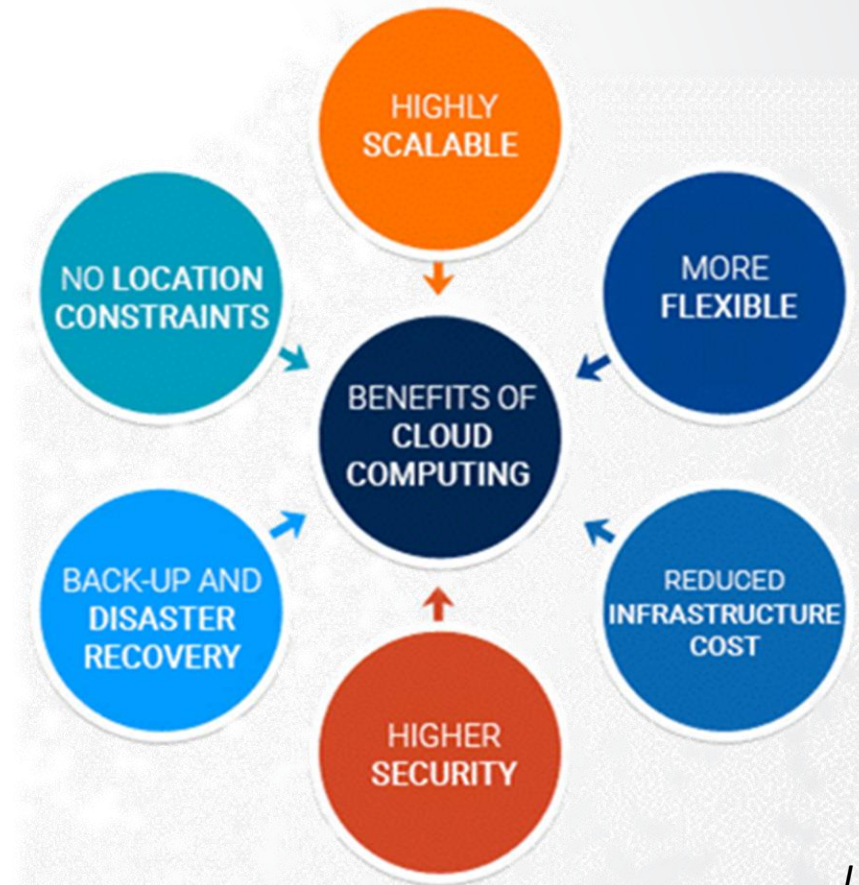 HIGHLY
SCALABLE
NO LOCATION
CONSTRAINTS
MORE
FLEXIBLE
BENEFITS OF
CLOUD
COMPUTING
BACK-UP AND
DISASTER
RECOVERY
REDUCED
INFRASTRUCTURE
COST
HIGHER
SECURITY